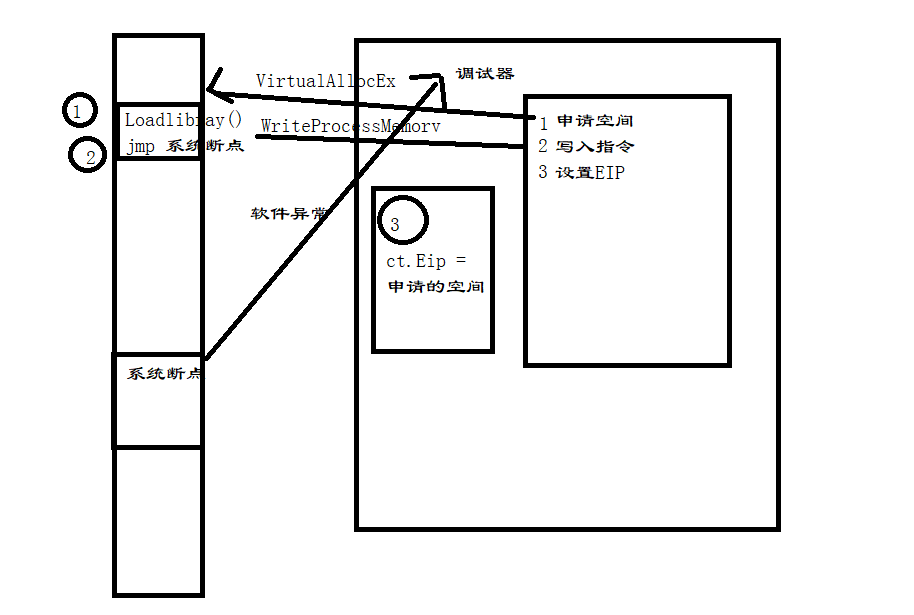 VirtualAllocEx
调试器
1
Loadlibray()
WriteProcessMemory
1 申请空间
2
jmp 系统断点
2 写入指令
3 设置EIP
软件异常
3
ct.Eip =
申请的空间
系统断点